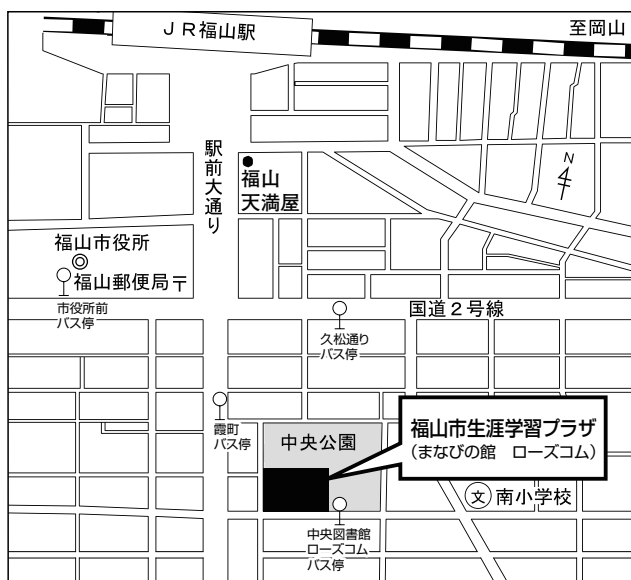 JR福山駅
至岡山
駅前大通り
福山
天満屋
N
福山市役所
福山郵便局〒
市役所前
バス停
国道2号線
久松通り
バス停
霞町
バス停
中央公園
福山市生涯学習プラザ
(まなびの館 ローズコム)
文 南小学校
中央図書館
ローズコム
バス停